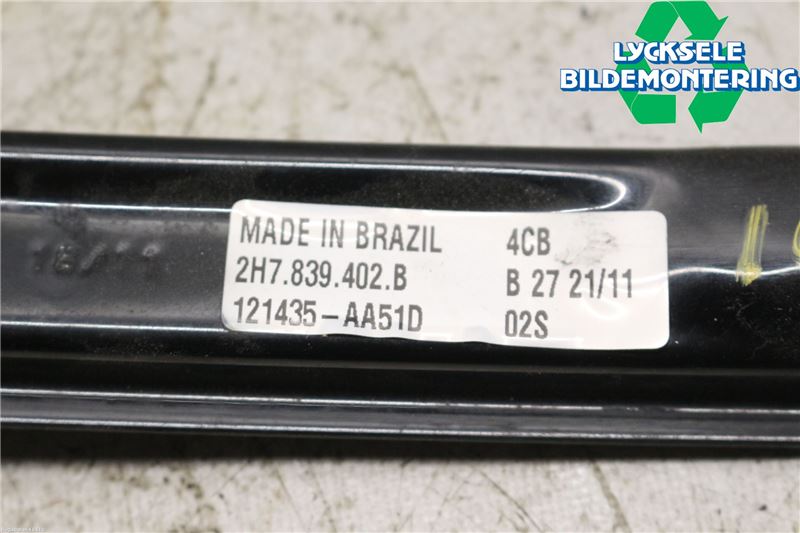 LYCKSELE
BILDEMONTERING
MADE IN BRAZIL 4CB
2H7.839.402.B B 27 21/11
121435-AA51D 02S